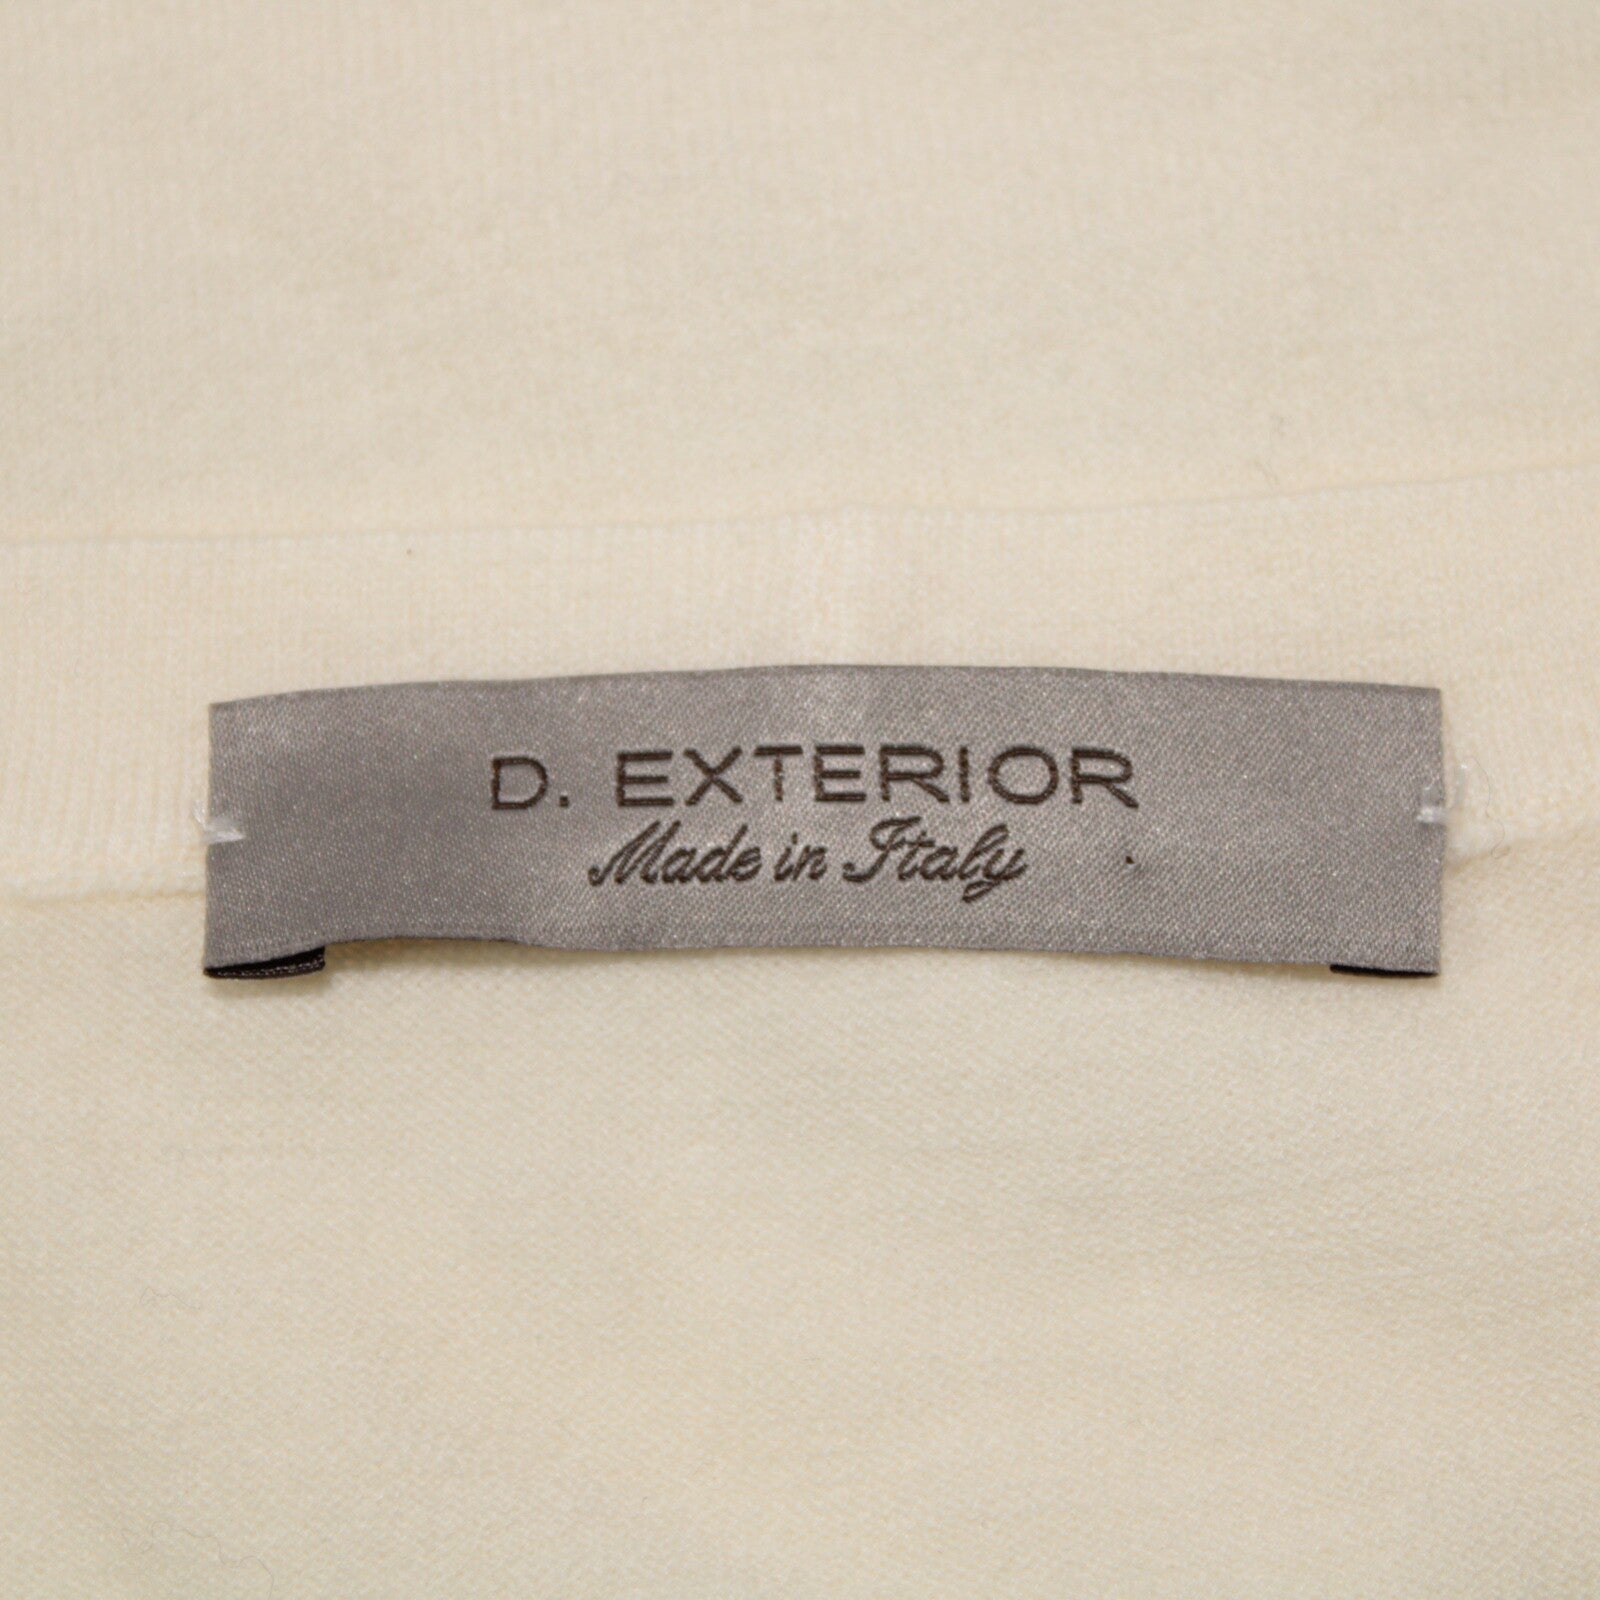 D. EXTERIOR
Made in Italy